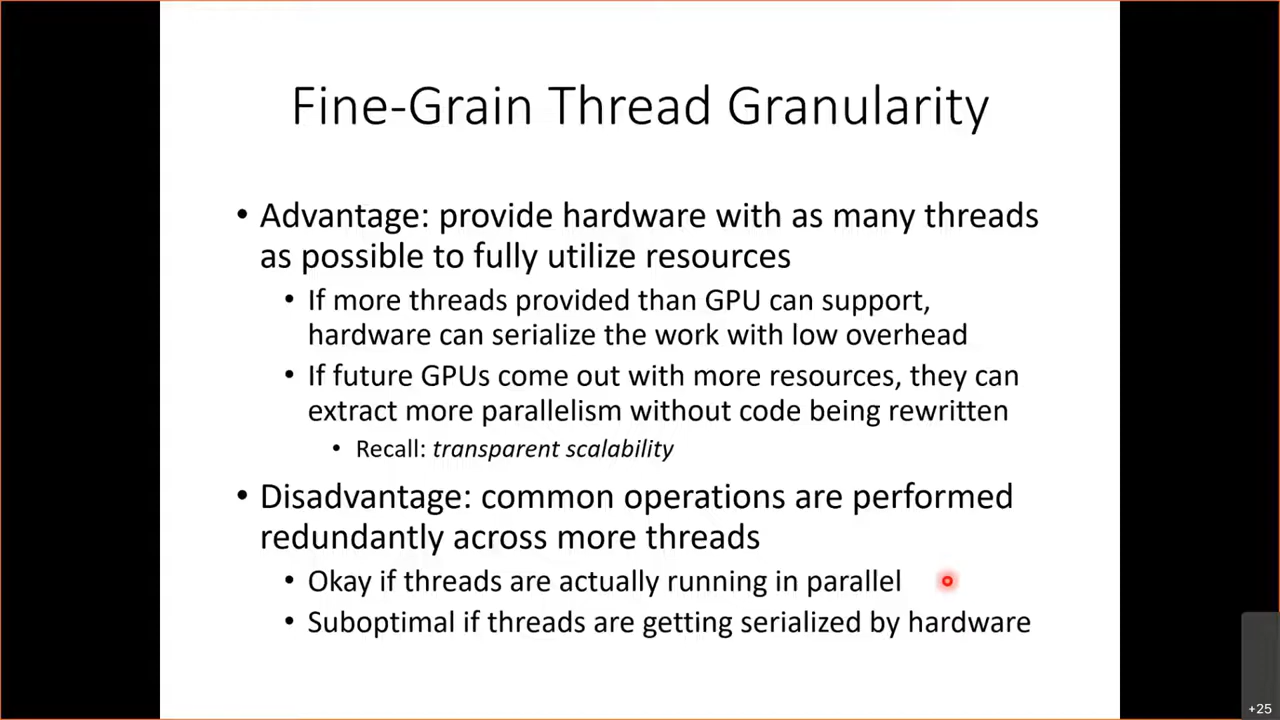 Fine-Grain Thread Granularity
• Advantage: provide hardware with as many threads
as possible to fully utilize resources
• If more threads provided than GPU can support,
hardware can serialize the work with low overhead
• If future GPUs come out with more resources, they can
extract more parallelism without code being rewritten
• Recall: transparent scalability
• Disadvantage: common operations are performed
redundantly across more threads
• Okay if threads are actually running in parallel
• Suboptimal if threads are getting serialized by hardware
+25